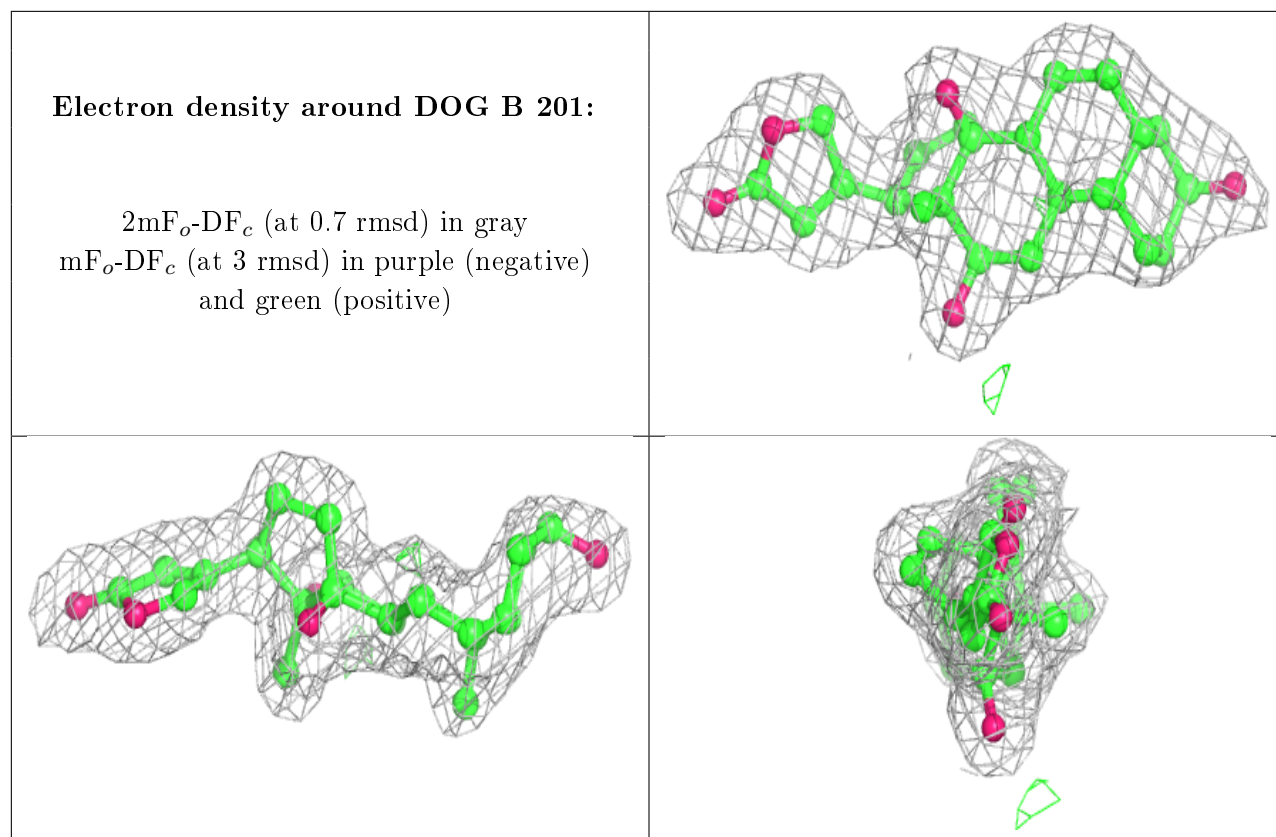 Electron density around DOG B 201:
2mFo-DFc (at 0.7 rmsd) in gray
mFo-DFc (at 3 rmsd) in purple (negative)
and green (positive)